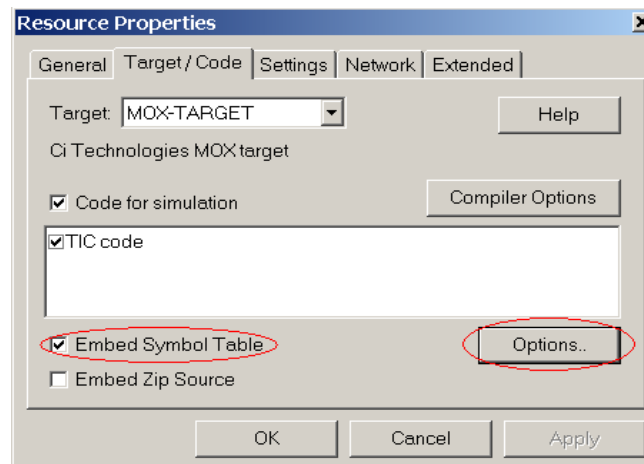 Resource Properties
General Target / Code Settings Network Extended
Target: MOX-TARGET Help
Ci Technologies MOX target
Code for simulation Compiler Options
TIC code
Embed Symbol Table Options..
Embed Zip Source
OK Cancel Apply